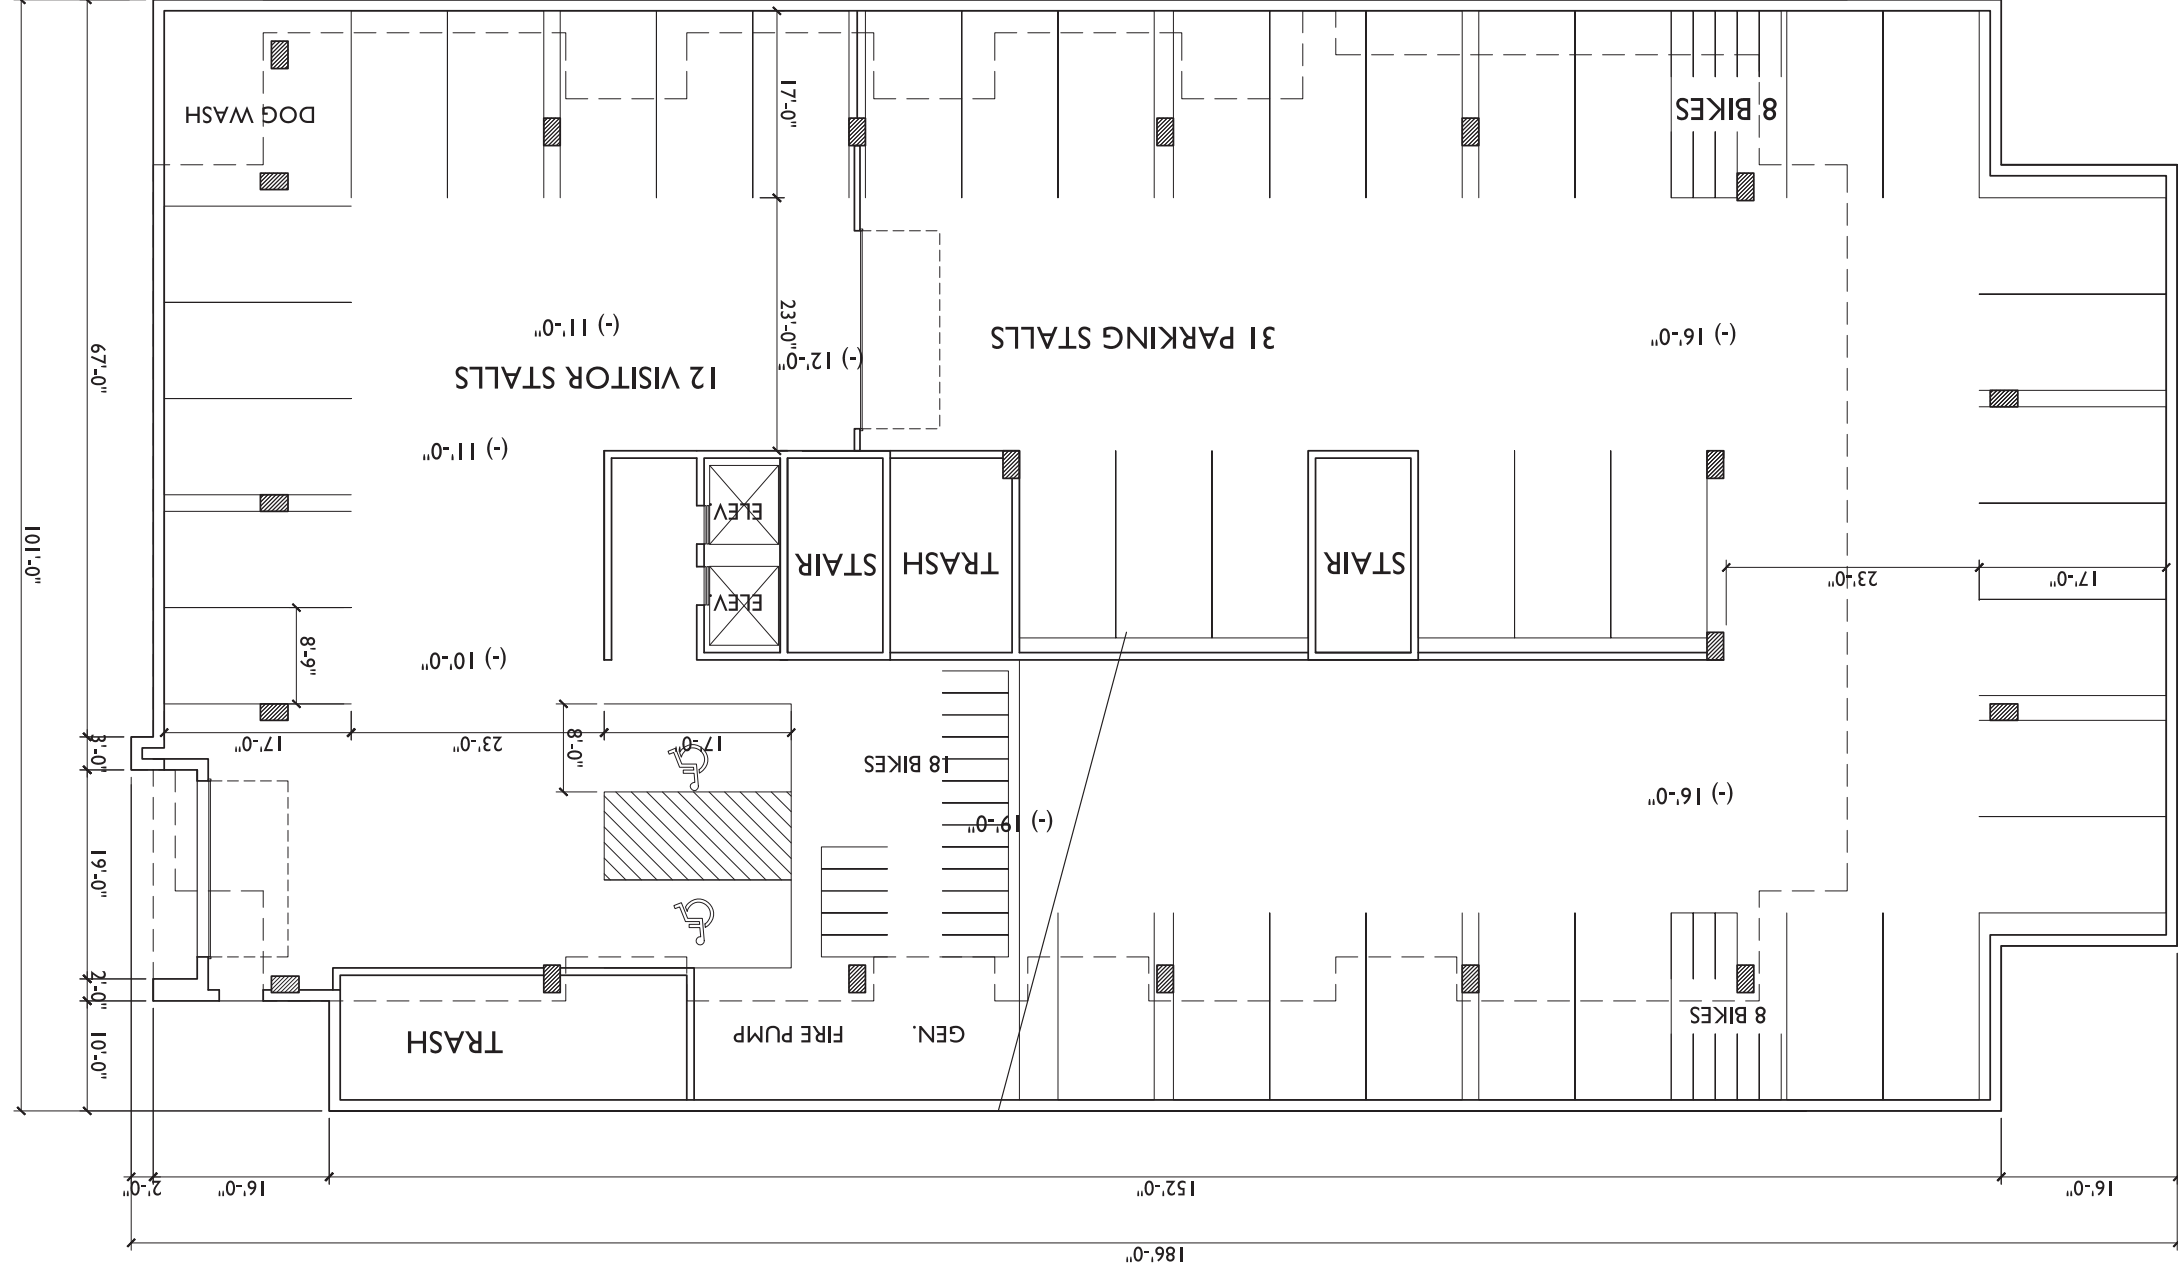 186'-0"
16'-0"
152'-0"
16'-0"
2'-0"
10'-0"
TRASH
FIRE PUMP
GEN.
8 BIKES
2'-0"
19'-0"
(-) 19'-0"
(-) 16'-0"
18 BIKES
17'-0"
8'-0"
23'-0"
17'-0"
3'-0"
(-) 10'-0"
8'-9"
ELEV
17'-0"
23'-0"
STAIR
TRASH
STAIR
101'-0"
ELEV
(-) 11'-0"
12 VISITOR STALLS
67'-0"
(-) 12'-0"
(-) 16'-0"
31 PARKING STALLS
23'-0"
(-) 11'-0"
8 BIKES
17'-0"
DOG WASH